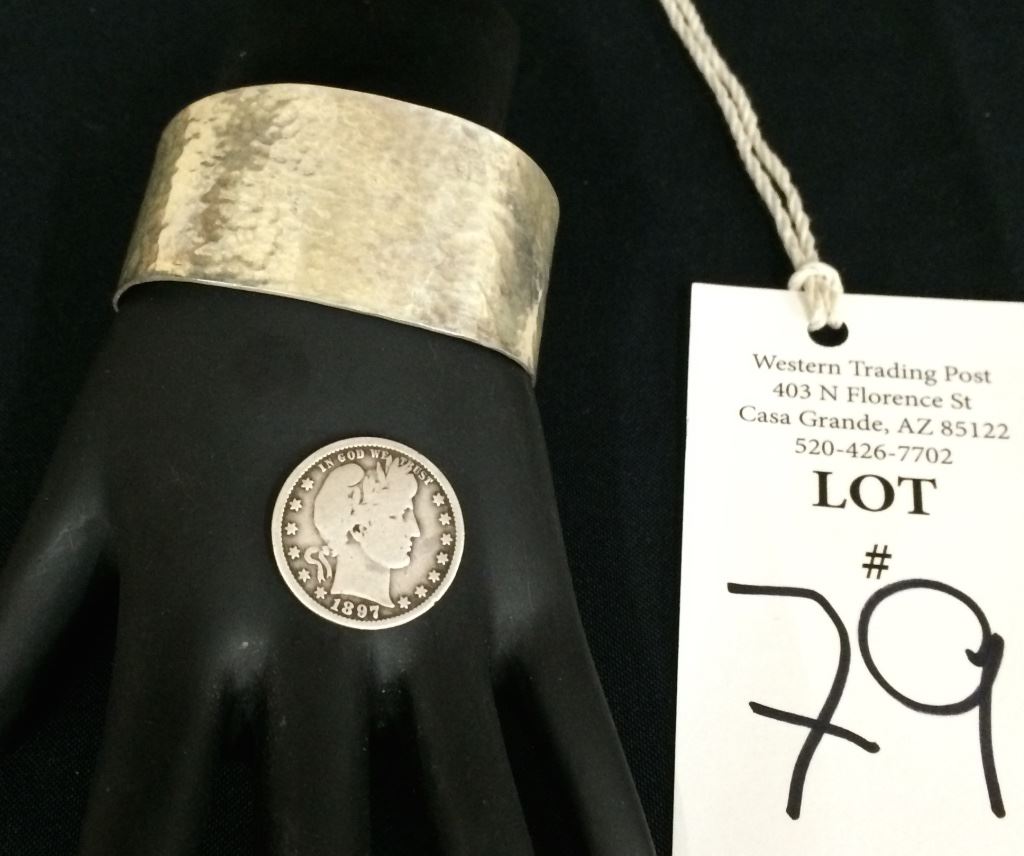 IN GOD WE TRUST
1897
Western Trading Post
403 N Florence St
Casa Grande, AZ 85122
520-426-7702
LOT
#
79